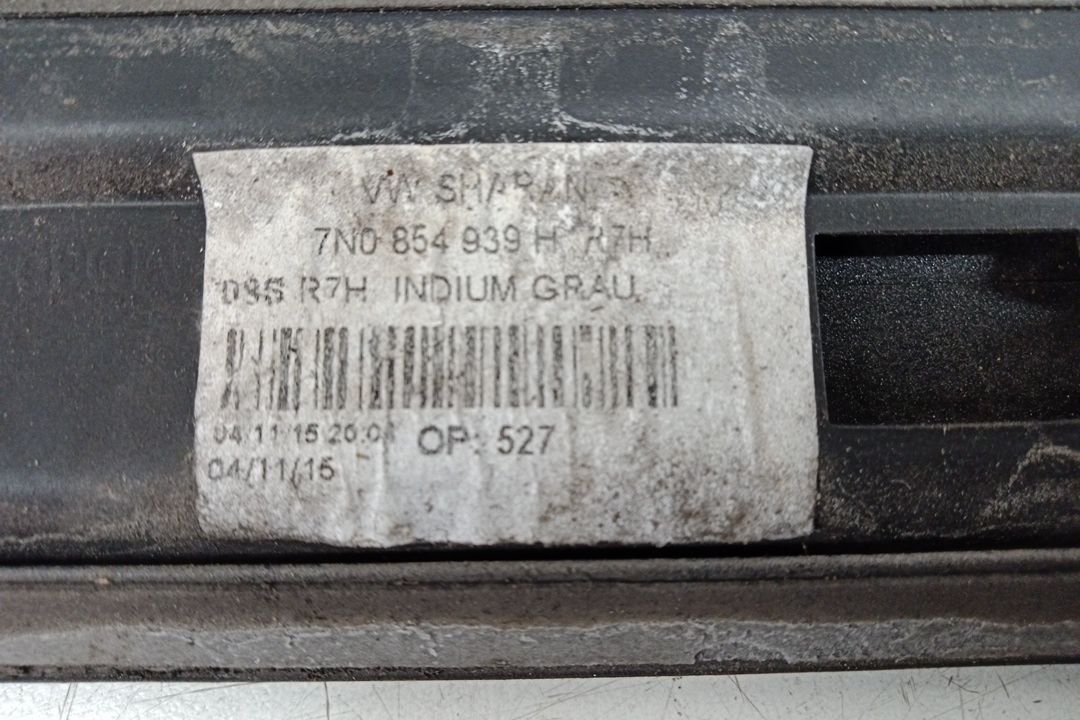 VW SHARAN
7N0 854 939 H R7H
R7H INDIUM GRAU
04/11/15 OP: 527
04/11/15